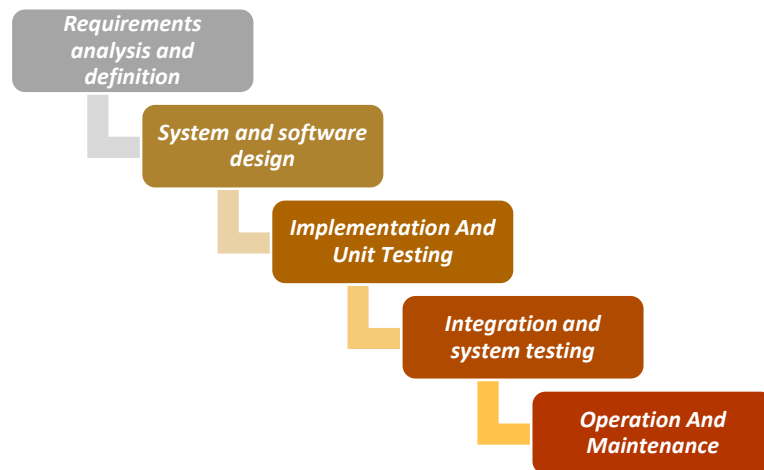 Requirements
analysis and
definition
System and software
design
Implementation And
Unit Testing
Integration and
system testing
Operation And
Maintenance